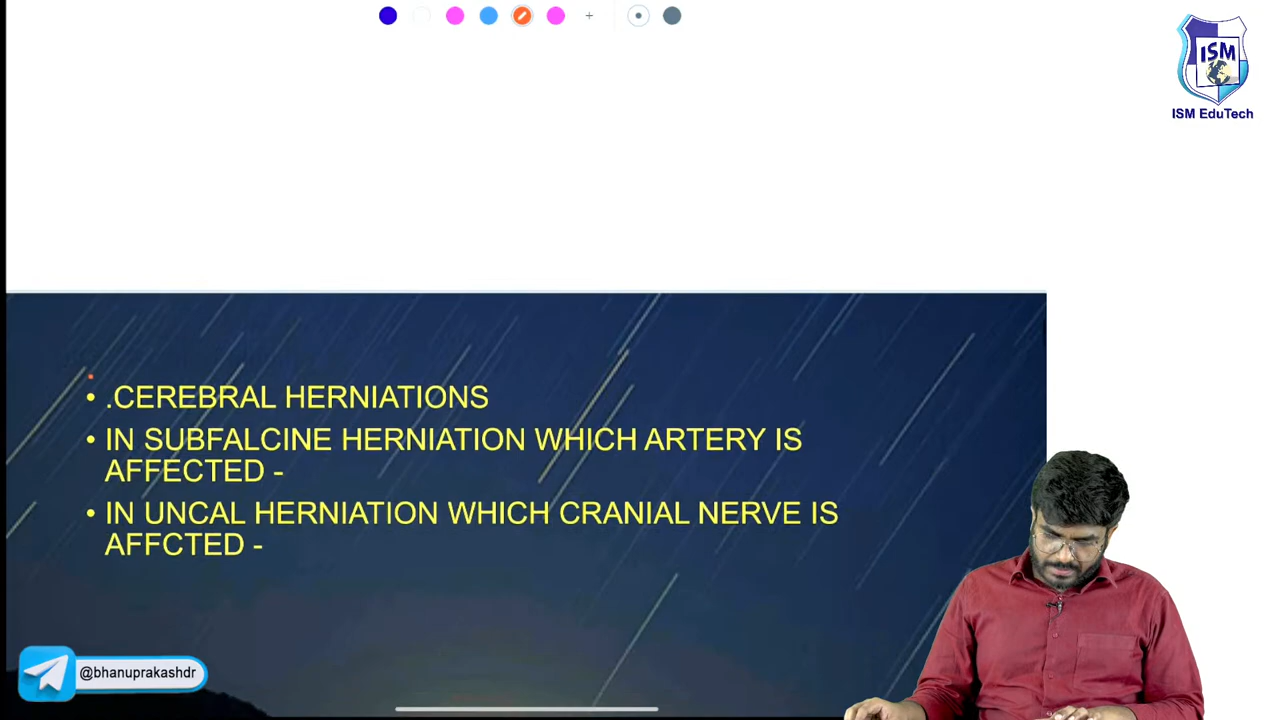 ISM
ISM EduTech
• .CEREBRAL HERNIATIONS
• IN SUBFALCINE HERNIATION WHICH ARTERY IS
AFFECTED -
• IN UNCAL HERNIATION WHICH CRANIAL NERVE IS
AFFCTED -
@bhanuprakashdr